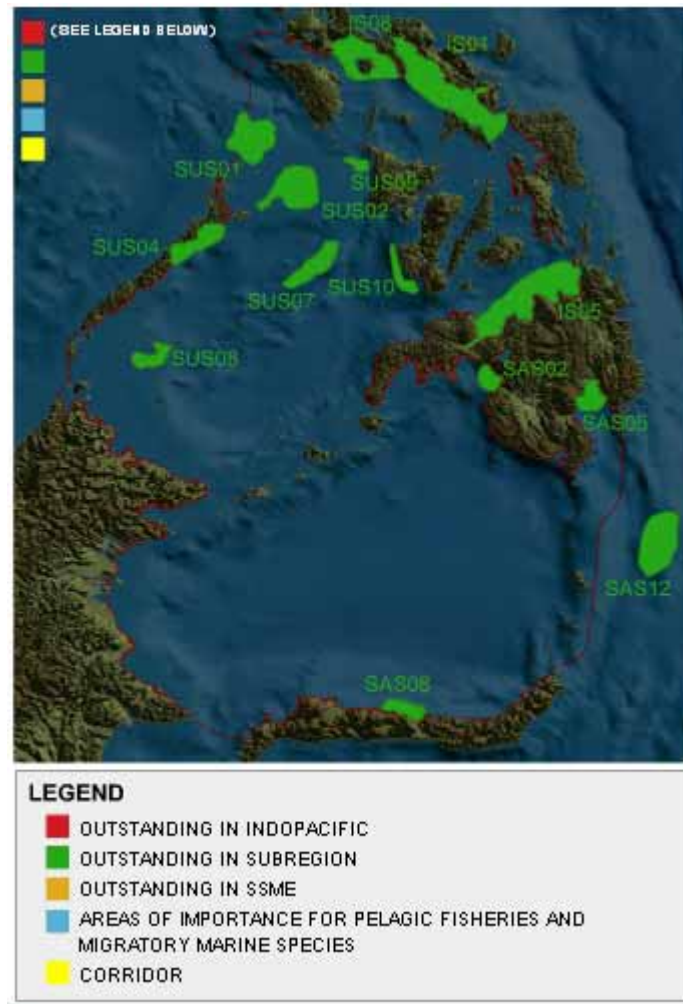 (SEE LEGEND BELOW)
IS08
IS04
SUS01
SUS09
SUS02
SUS04
SUS07
SUS10
IS05
SUS08
SAS02
SAS05
SAS12
SAS08
LEGEND
OUTSTANDING IN INDOPACIFIC
OUTSTANDING IN SUBREGION
OUTSTANDING IN SSME
AREAS OF IMPORTANCE FOR PELAGIC FISHERIES AND
MIGRATORY MARINE SPECIES
CORRIDOR